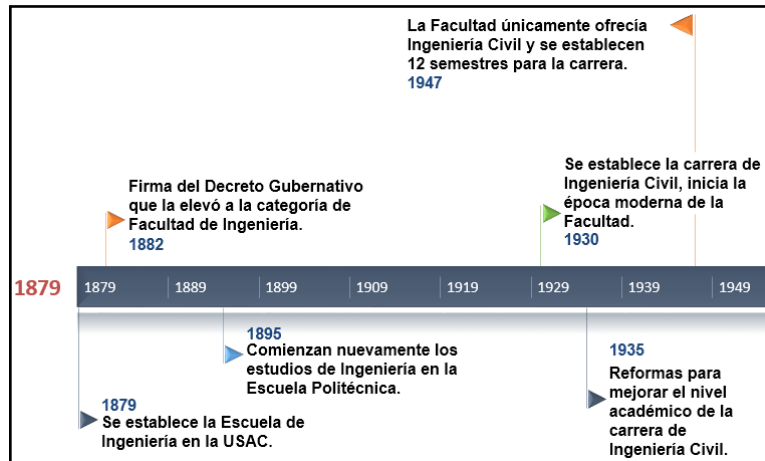 La Facultad únicamente ofrecía
Ingeniería Civil y se establecen
12 semestres para la carrera.
1947
Firma del Decreto Gubernativo
que la elevó a la categoría de
Facultad de Ingeniería.
1882
Se establece la carrera de
Ingeniería Civil, inicia la
época moderna de la
Facultad.
1930
1879
1879 1889 1899 1909 1919 1929 1939 1949
1895
Comienzan nuevamente los
estudios de Ingeniería en la
Escuela Politécnica.
1879
Se establece la Escuela de
Ingeniería en la USAC.
1935
Reformas para
mejorar el nivel
académico de la
carrera de
Ingeniería Civil.